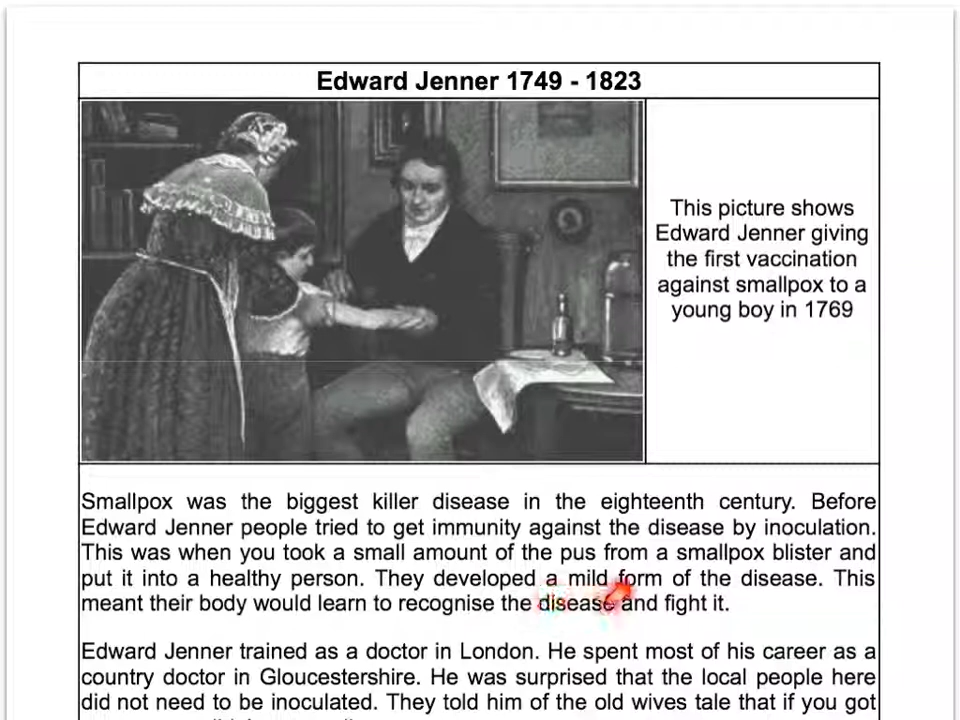 Edward Jenner 1749 - 1823
This picture shows
Edward Jenner giving
the first vaccination
against smallpox to a
young boy in 1769
Smallpox was the biggest killer disease in the eighteenth century. Before
Edward Jenner people tried to get immunity against the disease by inoculation.
This was when you took a small amount of the pus from a smallpox blister and
put it into a healthy person. They developed a mild form of the disease. This
meant their body would learn to recognise the disease and fight it.
Edward Jenner trained as a doctor in London. He spent most of his career as a
country doctor in Gloucestershire. He was surprised that the local people here
did not need to be inoculated. They told him of the old wives tale that if you got